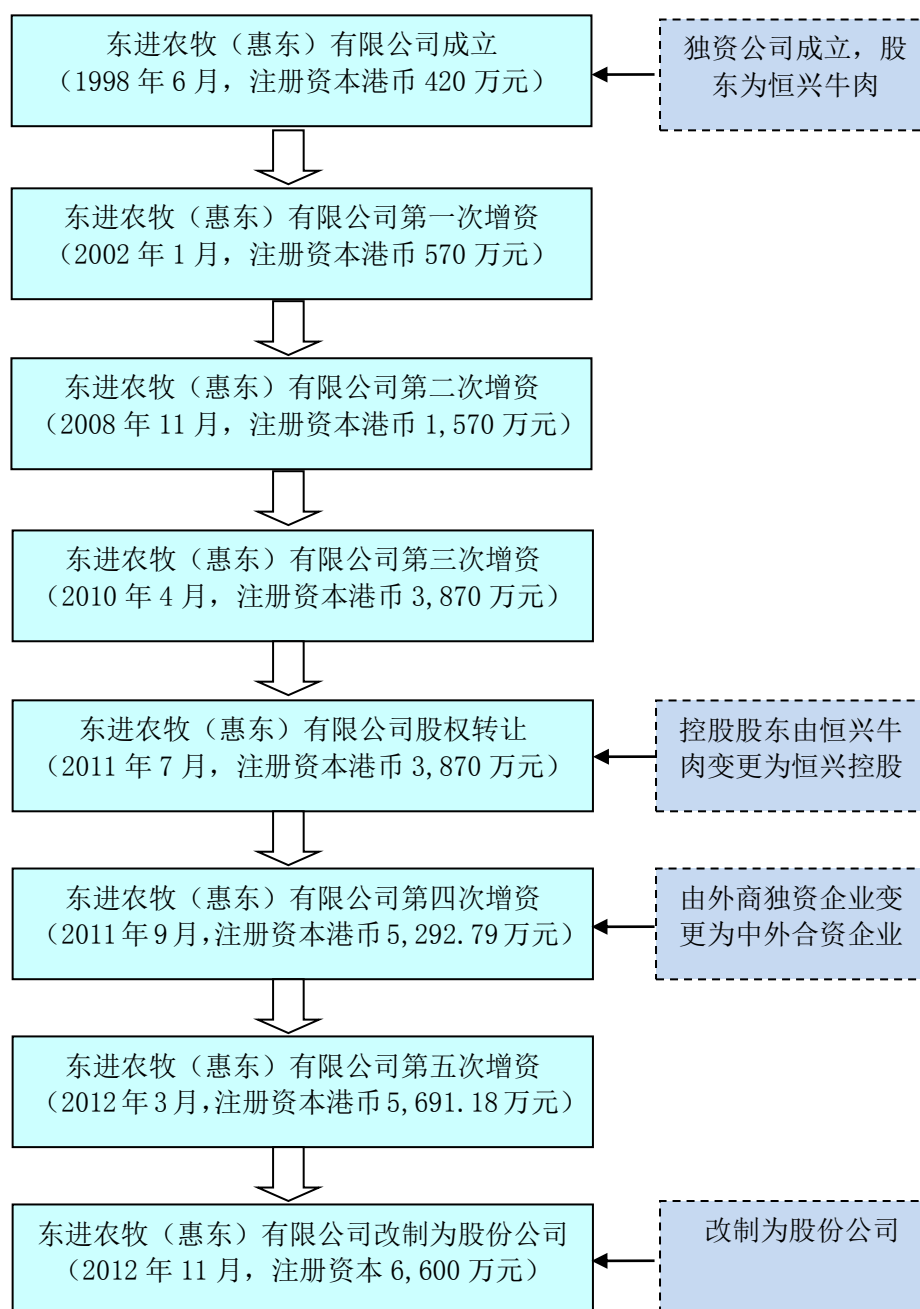 东进农牧（惠东）有限公司成立
（1998 年 6 月，注册资本港币 420 万元）
独资公司成立，股
东为恒兴牛肉
东进农牧（惠东）有限公司第一次增资
（2002 年 1 月，注册资本港币 570 万元）
东进农牧（惠东）有限公司第二次增资
（2008 年 11 月，注册资本港币 1,570 万元）
东进农牧（惠东）有限公司第三次增资
（2010 年 4 月，注册资本港币 3,870 万元）
东进农牧（惠东）有限公司股权转让
（2011 年 7 月，注册资本港币 3,870 万元）
控股股东由恒兴牛
肉变更为恒兴控股
东进农牧（惠东）有限公司第四次增资
（2011 年 9 月，注册资本港币 5,292.79 万元）
由外商独资企业变
更为中外合资企业
东进农牧（惠东）有限公司第五次增资
（2012 年 3 月，注册资本港币 5,691.18 万元）
东进农牧（惠东）有限公司改制为股份公司
（2012 年 11 月，注册资本 6,600 万元）
改制为股份公司